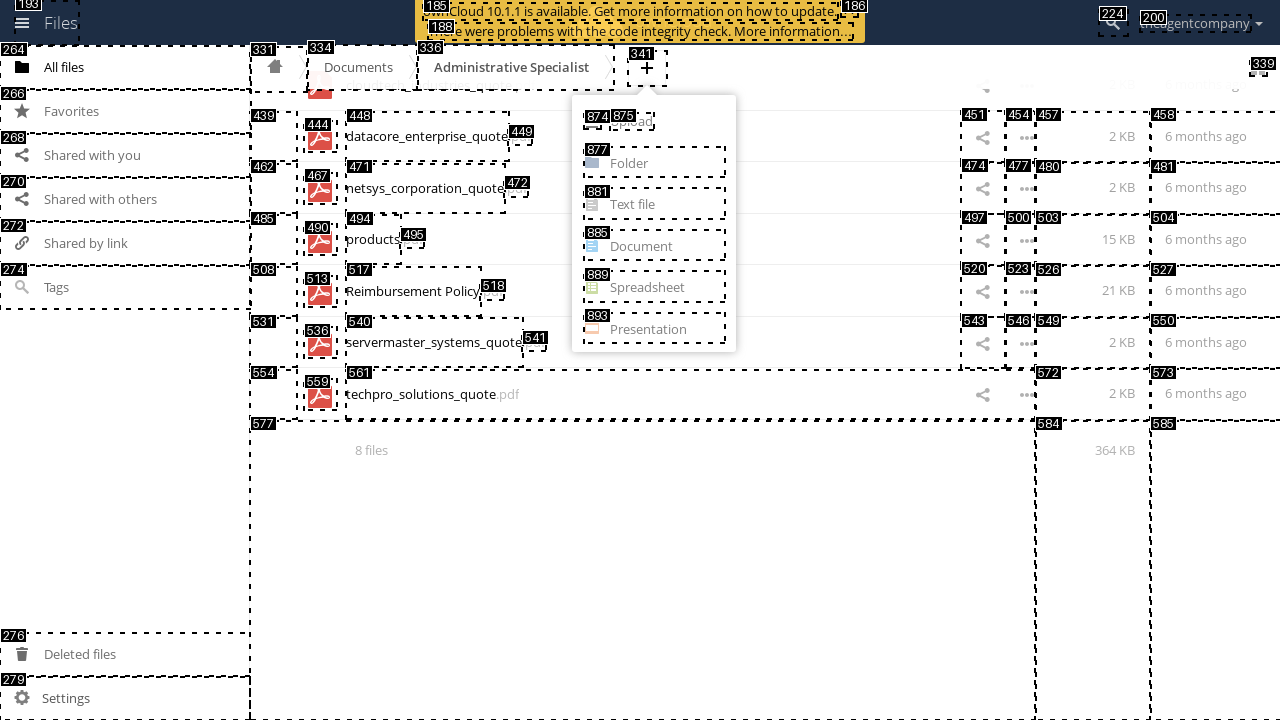 193
Files
185
ownCloud 10.1.1 is available. Get more information on how to update.
186
188
There were problems with the code integrity check. More information…
224
200
theagentcompany
264
All files
266
Favorites
268
Shared with you
270
Shared with others
272
Shared by link
274
Tags
276
Deleted files
279
Settings
331
334
Documents
336
Administrative Specialist
341
+
339
439
444
448
datacore_enterprise_quote
449
451
454
457
2 KB
458
6 months ago
462
467
471
netsys_corporation_quote.pdf
472
474
477
480
2 KB
481
6 months ago
485
490
494
products
495
497
500
503
15 KB
504
6 months ago
508
513
517
Reimbursement Policy.pdf
518
520
523
526
21 KB
527
6 months ago
531
536
540
servermaster_systems_quote.pdf
541
543
546
549
2 KB
550
6 months ago
554
559
561
techpro_solutions_quote.pdf
572
2 KB
573
6 months ago
577
8 files
584
364 KB
585
874
875
Upload
877
Folder
881
Text file
885
Document
889
Spreadsheet
893
Presentation